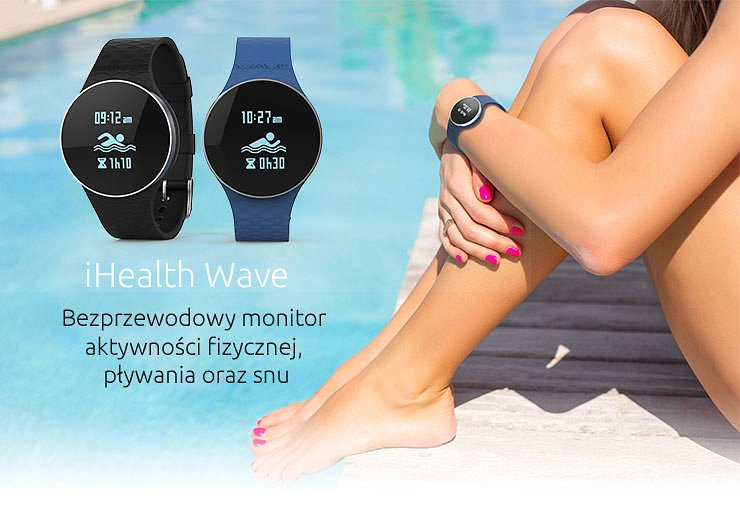 09:12 am
1h10
10:27 am
0h30
iHealth Wave
Bezprzewodowy monitor
aktywności fizycznej,
pływania oraz snu